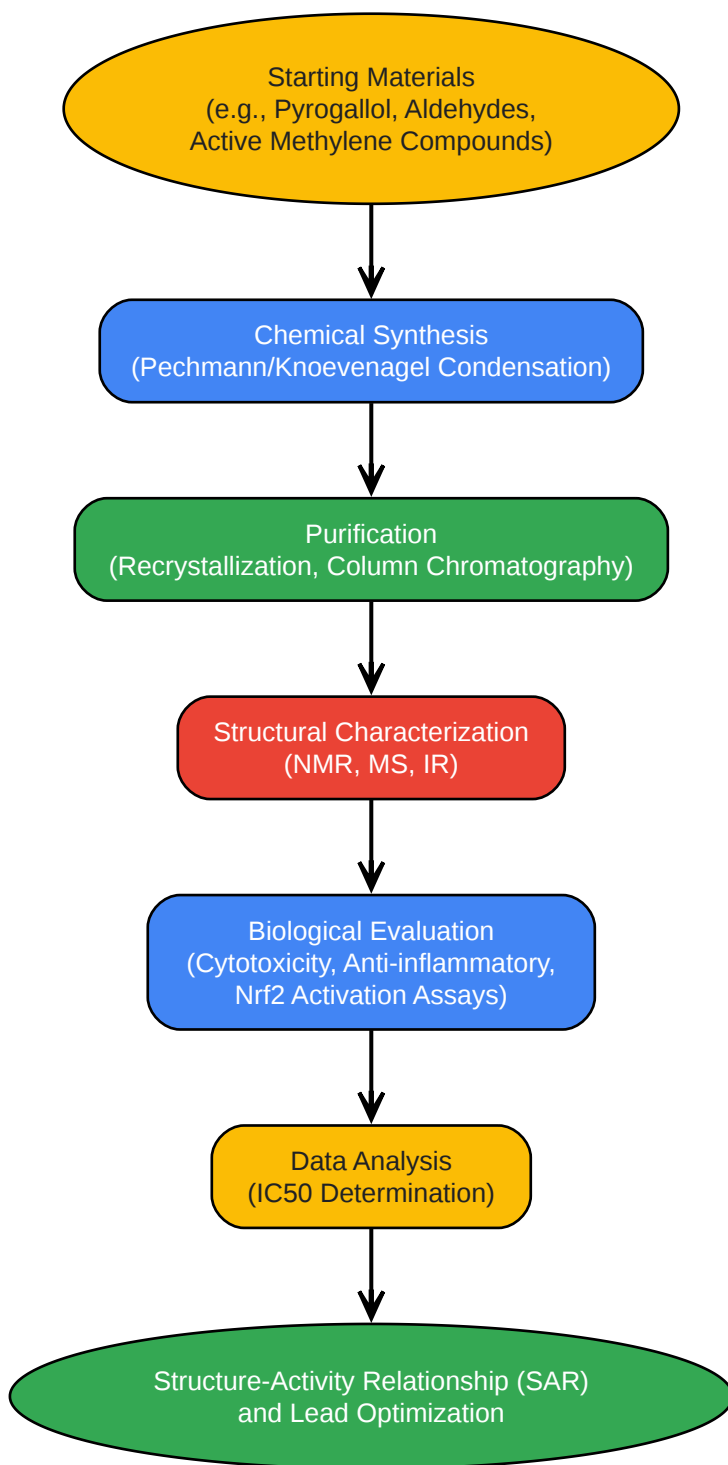 Starting Materials
(e.g., Pyrogallol, Aldehydes,
Active Methylene Compounds)
Chemical Synthesis
(Pechmann/Knoevenagel Condensation)
Purification
(Recrystallization, Column Chromatography)
Structural Characterization
(NMR, MS, IR)
Biological Evaluation
(Cytotoxicity, Anti-inflammatory,
Nrf2 Activation Assays)
Data Analysis
(IC50 Determination)
Structure-Activity Relationship (SAR)
and Lead Optimization